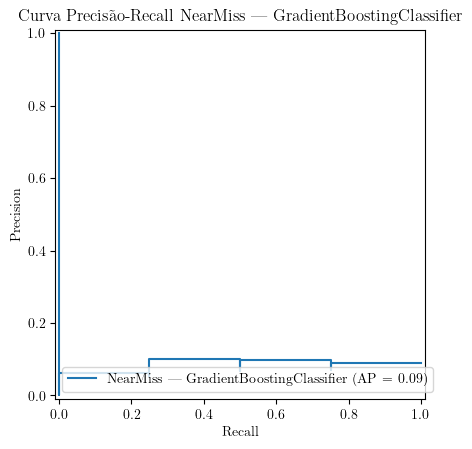 Curva Precisão-Recall NearMiss — GradientBoostingClassifier
1.0
0.8
0.6
0.4
0.2
0.0
Precision
NearMiss — GradientBoostingClassifier (AP = 0.09)
0.0 0.2 0.4 0.6 0.8 1.0
Recall